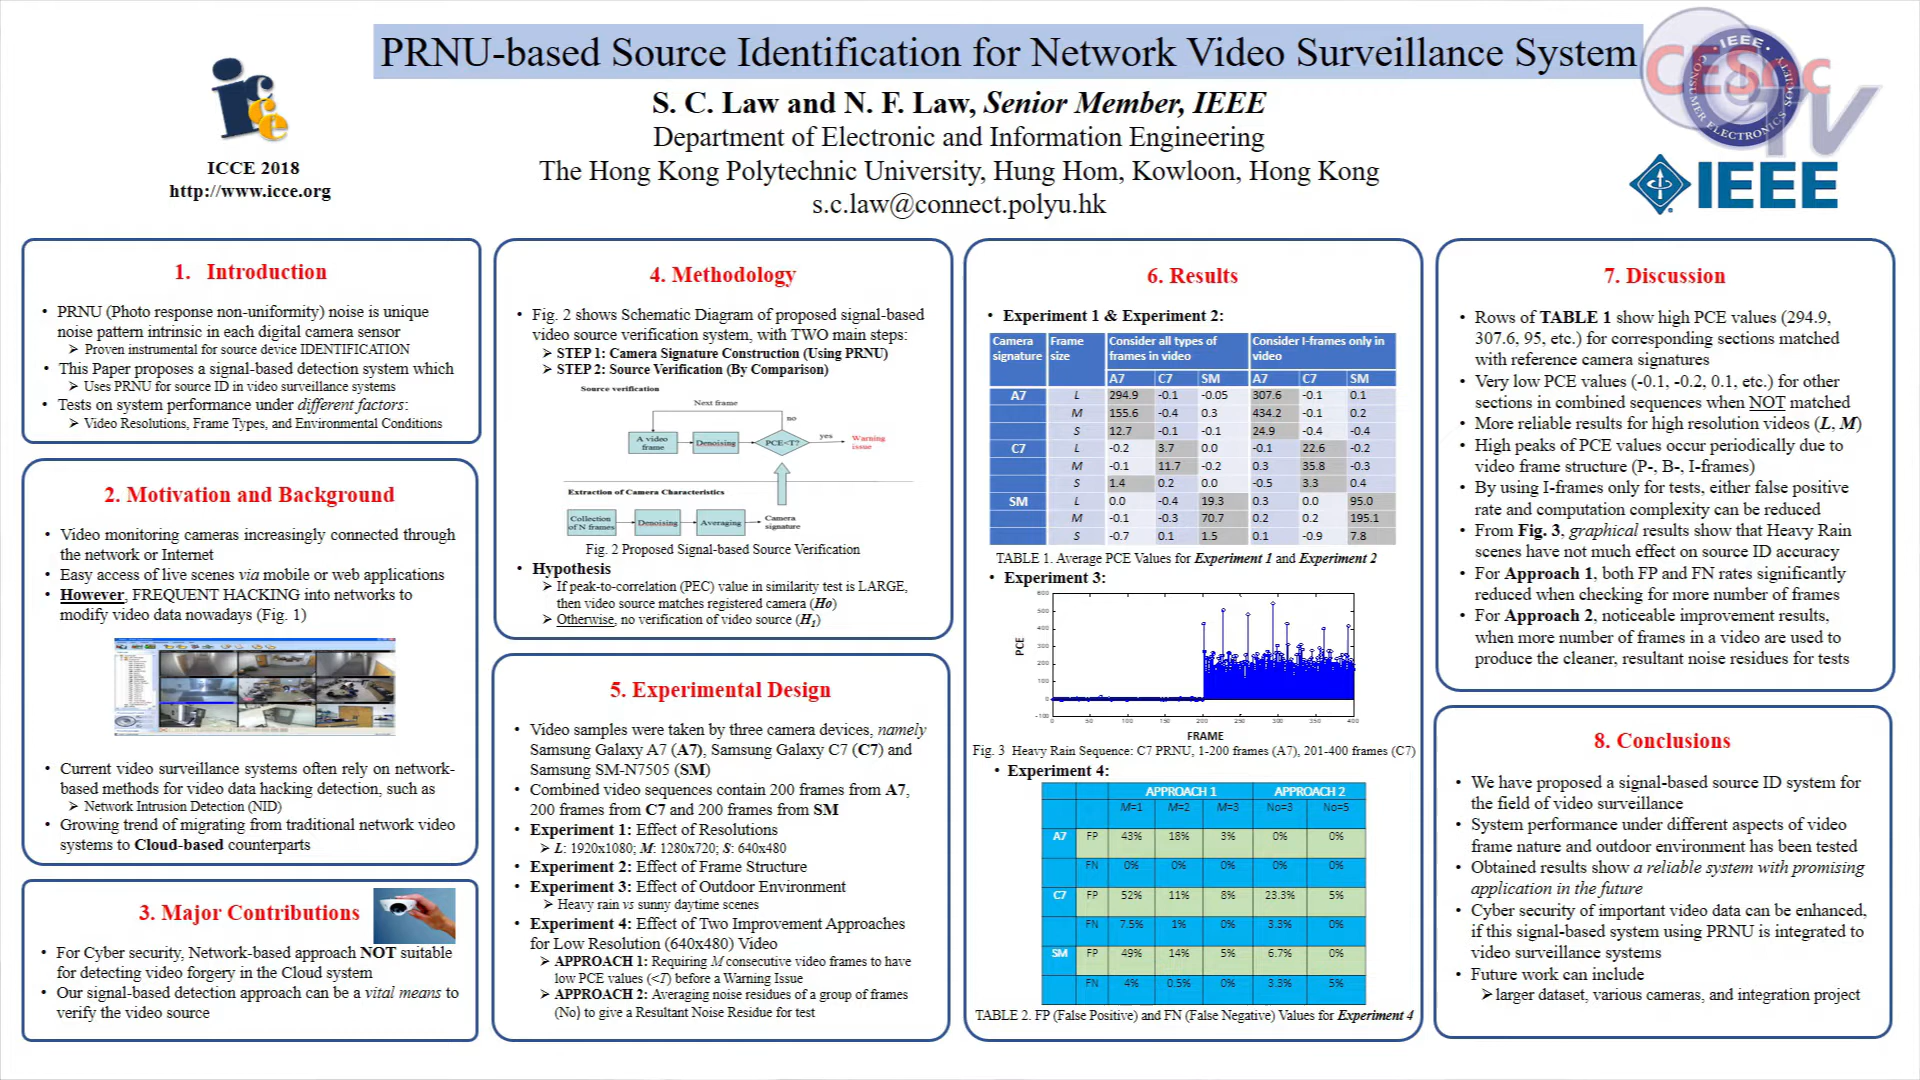 PRNU-based Source Identification for Network Video Surveillance System
S. C. Law and N. F. Law, Senior Member, IEEE
Department of Electronic and Information Engineering
The Hong Kong Polytechnic University, Hung Hom, Kowloon, Hong Kong
s.c.law@connect.polyu.hk
icce
ICCE 2018
http://www.icce.org
CESoc
TV
IEEE
CONSUMER ELECTRONICS SOCIETY
IEEE
1. Introduction
• PRNU (Photo response non-uniformity) noise is unique
noise pattern intrinsic in each digital camera sensor
➢ Proven instrumental for source device IDENTIFICATION
• This Paper proposes a signal-based detection system which
➢ Uses PRNU for source ID in video surveillance systems
• Tests on system performance under different factors:
➢ Video Resolutions, Frame Types, and Environmental Conditions
2. Motivation and Background
• Video monitoring cameras increasingly connected through
the network or Internet
• Easy access of live scenes via mobile or web applications
• However, FREQUENT HACKING into networks to
modify video data nowadays (Fig. 1)
• Current video surveillance systems often rely on network-
based methods for video data hacking detection, such as
➢ Network Intrusion Detection (NID)
• Growing trend of migrating from traditional network video
systems to Cloud-based counterparts
3. Major Contributions
• For Cyber security, Network-based approach NOT suitable
for detecting video forgery in the Cloud system
• Our signal-based detection approach can be a vital means to
verify the video source
4. Methodology
• Fig. 2 shows Schematic Diagram of proposed signal-based
video source verification system, with TWO main steps:
➢ STEP 1: Camera Signature Construction (Using PRNU)
➢ STEP 2: Source Verification (By Comparison)
Source verification
Next frame
no
A video
frame
Denoising
PCE<T?
yes
Warning
issue
Extraction of Camera Characteristics
Collection
of N frames
Denoising
Averaging
Camera
signature
Fig. 2 Proposed Signal-based Source Verification
• Hypothesis
➢ If peak-to-correlation (PEC) value in similarity test is LARGE,
then video source matches registered camera (Ho)
➢ Otherwise, no verification of video source (H1)
5. Experimental Design
• Video samples were taken by three camera devices, namely
Samsung Galaxy A7 (A7), Samsung Galaxy C7 (C7) and
Samsung SM-N7505 (SM)
• Combined video sequences contain 200 frames from A7,
200 frames from C7 and 200 frames from SM
• Experiment 1: Effect of Resolutions
➢ L: 1920x1080; M: 1280x720; S: 640x480
• Experiment 2: Effect of Frame Structure
• Experiment 3: Effect of Outdoor Environment
➢ Heavy rain vs sunny daytime scenes
• Experiment 4: Effect of Two Improvement Approaches
for Low Resolution (640x480) Video
➢ APPROACH 1: Requiring M consecutive video frames to have
low PCE values (<T) before a Warning Issue
➢ APPROACH 2: Averaging noise residues of a group of frames
(No) to give a Resultant Noise Residue for test
6. Results
• Experiment 1 & Experiment 2:
Camera signature Frame size Consider all types of frames in video Consider I-frames only in video
A7 C7 SM A7 C7 SM
A7 L 294.9 -0.1 -0.05 307.6 -0.1 0.1
M 155.6 -0.4 0.3 434.2 -0.1 0.2
S 12.7 -0.1 -0.1 24.9 -0.4 -0.4
C7 L -0.2 3.7 0.0 -0.1 22.6 -0.2
M -0.1 11.7 -0.2 0.3 35.8 -0.3
S 1.4 0.2 0.0 -0.5 3.3 0.4
SM L 0.0 -0.4 19.3 0.3 0.0 95.0
M -0.1 -0.3 70.7 0.2 0.2 195.1
S -0.7 0.1 1.5 0.1 -0.9 7.8
TABLE 1. Average PCE Values for Experiment 1 and Experiment 2
• Experiment 3:
600
500
400
300
200
100
0
-100
PCE
0 50 100 150 200 250 300 350 400
FRAME
Fig. 3 Heavy Rain Sequence: C7 PRNU, 1-200 frames (A7), 201-400 frames (C7)
• Experiment 4:
APPROACH 1 APPROACH 2
M=1 M=2 M=3 No=3 No=5
A7 FP 43% 18% 3% 0% 0%
FN 0% 0% 0% 0% 0%
C7 FP 52% 11% 8% 23.3% 5%
FN 7.5% 1% 0% 3.3% 0%
SM FP 49% 14% 5% 6.7% 0%
FN 4% 0.5% 0% 3.3% 5%
TABLE 2. FP (False Positive) and FN (False Negative) Values for Experiment 4
7. Discussion
• Rows of TABLE 1 show high PCE values (294.9,
307.6, 95, etc.) for corresponding sections matched
with reference camera signatures
• Very low PCE values (-0.1, -0.2, 0.1, etc.) for other
sections in combined sequences when NOT matched
• More reliable results for high resolution videos (L, M)
• High peaks of PCE values occur periodically due to
video frame structure (P-, B-, I-frames)
• By using I-frames only for tests, either false positive
rate and computation complexity can be reduced
• From Fig. 3, graphical results show that Heavy Rain
scenes have not much effect on source ID accuracy
• For Approach 1, both FP and FN rates significantly
reduced when checking for more number of frames
• For Approach 2, noticeable improvement results,
when more number of frames in a video are used to
produce the cleaner, resultant noise residues for tests
8. Conclusions
• We have proposed a signal-based source ID system for
the field of video surveillance
• System performance under different aspects of video
frame nature and outdoor environment has been tested
• Obtained results show a reliable system with promising
application in the future
• Cyber security of important video data can be enhanced,
if this signal-based system using PRNU is integrated to
video surveillance systems
• Future work can include
➢ larger dataset, various cameras, and integration project